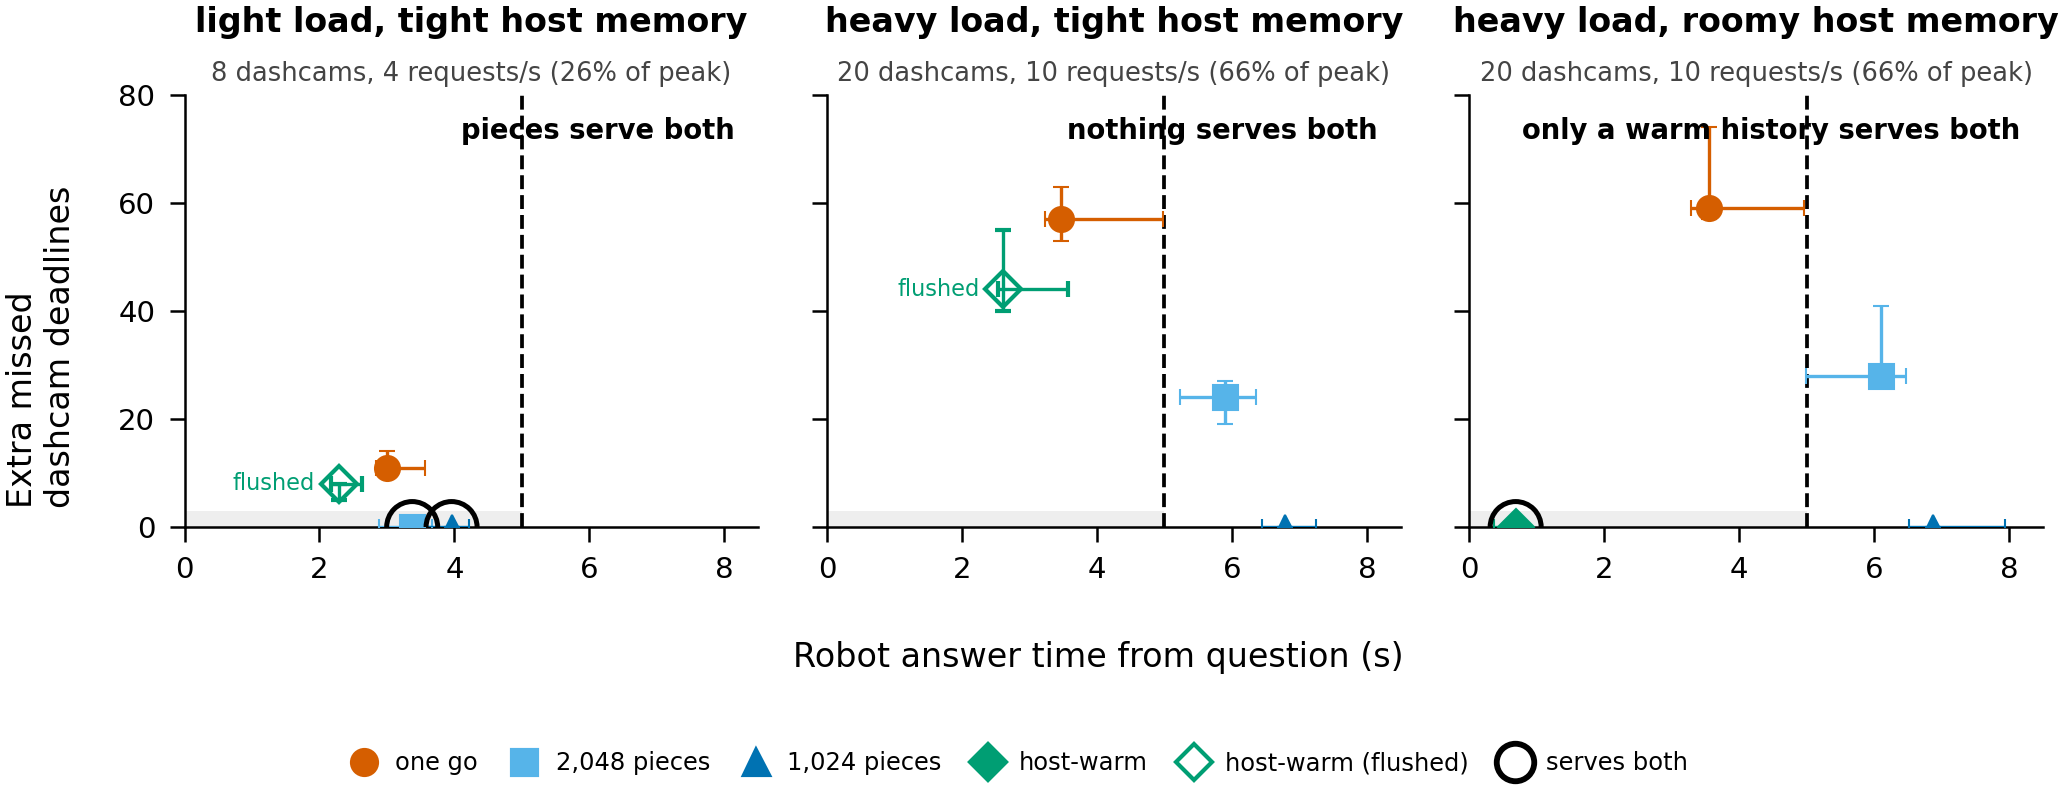 light load, tight host memory
8 dashcams, 4 requests/s (26% of peak)
pieces serve both
heavy load, tight host memory
20 dashcams, 10 requests/s (66% of peak)
nothing serves both
heavy load, roomy host memory
20 dashcams, 10 requests/s (66% of peak)
only a warm history serves both
Extra missed
dashcam deadlines
80
60
40
20
0
flushed
flushed
0 2 4 6 8
0 2 4 6 8
0 2 4 6 8
Robot answer time from question (s)
one go
2,048 pieces
1,024 pieces
host-warm
host-warm (flushed)
serves both